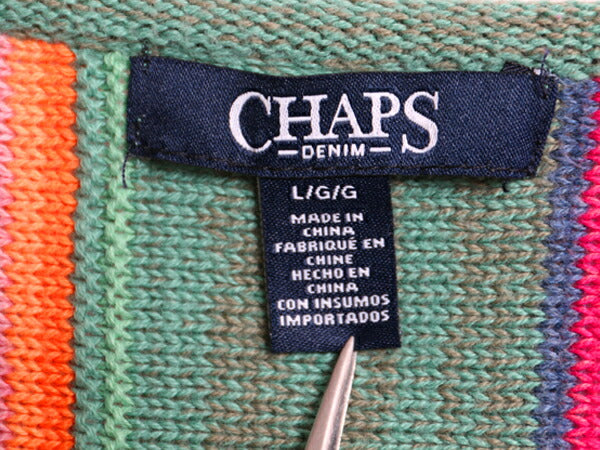 CHAPS
DENIM
L/G/G
MADE IN
CHINA
FABRIQUÉ EN
CHINE
HECHO EN
CHINA
CON INSUMOS
IMPORTADOS